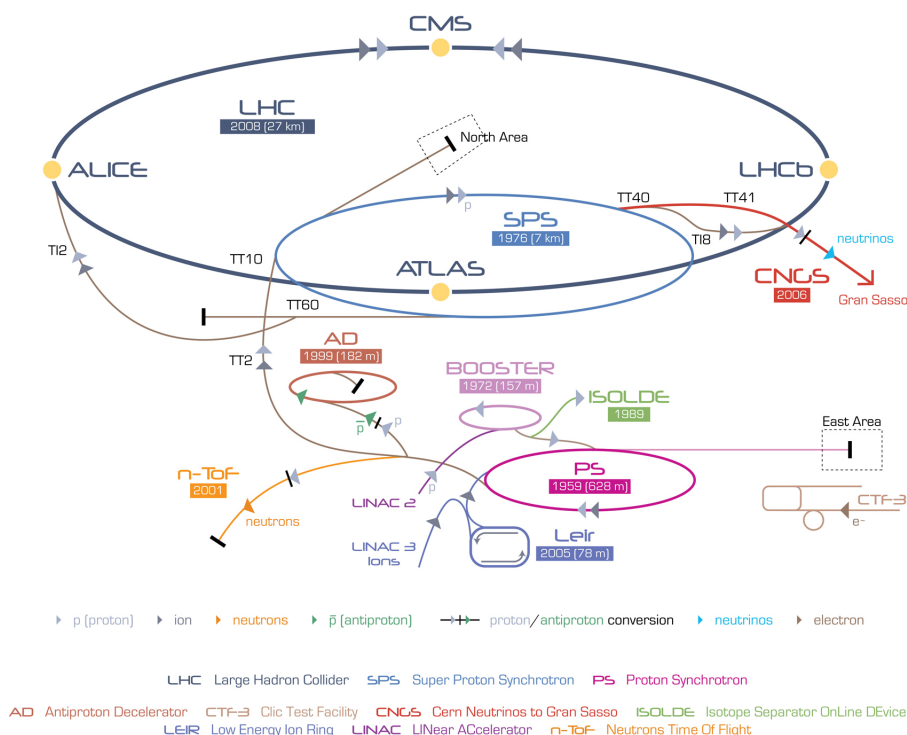 CMS
LHC
2008 (27 km)
North Area
ALICE
LHCb
TT40
TT41
p
SPS
1976 (7 km)
TI8
neutrinos
TI2
TT10
ATLAS
CNGS
2006
Gran Sasso
TT60
AD
1999 (182 m)
TT2
BOOSTER
1972 (157 m)
ISOLDE
1989
p̅
p
East Area
n-ToF
2001
LINAC 2
p
PS
1959 (628 m)
CTF-3
e-
neutrons
LINAC 3
Ions
Leir
2005 (78 m)
p (proton) ion neutrons p̅ (antiproton) proton/antiproton conversion neutrinos electron
LHC Large Hadron Collider SPS Super Proton Synchrotron PS Proton Synchrotron
AD Antiproton Decelerator CTF-3 Clic Test Facility CNGS Cern Neutrinos to Gran Sasso ISOLDE Isotope Separator OnLine DEvice
LEIR Low Energy Ion Ring LINAC LINear ACcelerator n-ToF Neutrons Time Of Flight